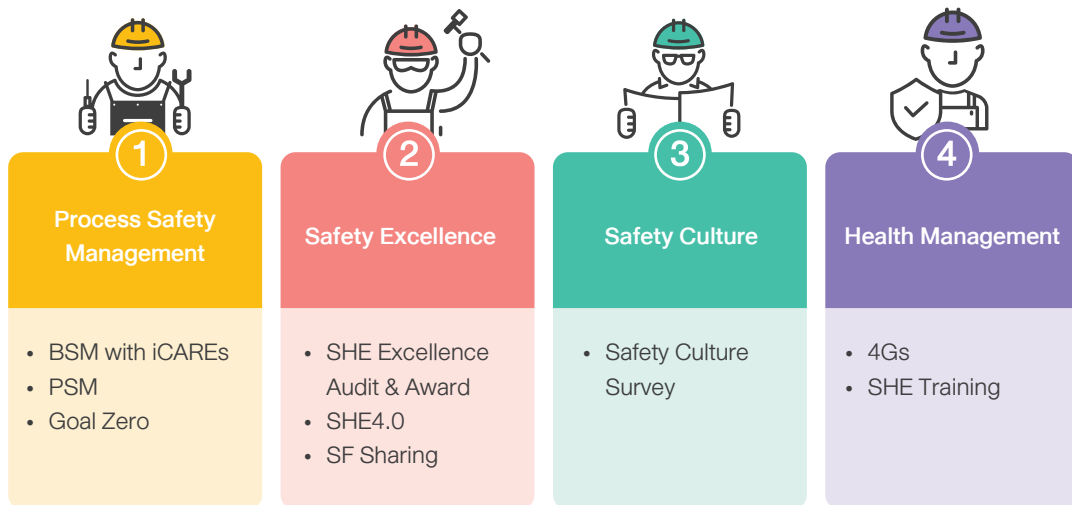 1
Process Safety
Management
• BSM with iCAREs
• PSM
• Goal Zero
2
Safety Excellence
• SHE Excellence
Audit & Award
• SHE4.0
• SF Sharing
3
Safety Culture
• Safety Culture
Survey
4
Health Management
• 4Gs
• SHE Training